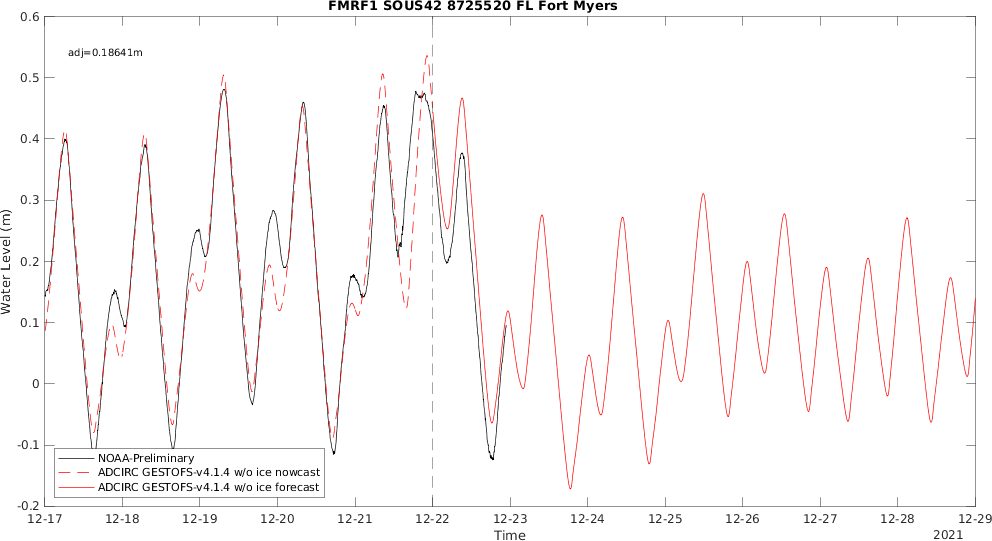 FMRF1 SOUS42 8725520 FL Fort Myers
adj=0.18641m
Water Level (m)
0.6
0.5
0.4
0.3
0.2
0.1
0
-0.1
-0.2
NOAA-Preliminary
ADCIRC GESTOFS-v4.1.4 w/o ice nowcast
ADCIRC GESTOFS-v4.1.4 w/o ice forecast
12-17 12-18 12-19 12-20 12-21 12-22 12-23 12-24 12-25 12-26 12-27 12-28 12-29
Time
2021